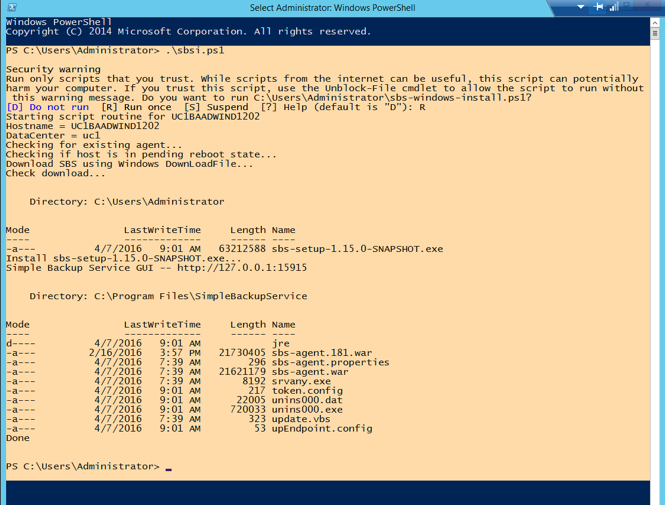 Select Administrator: Windows PowerShell
Windows PowerShell
Copyright (C) 2014 Microsoft Corporation. All rights reserved.
PS C:\Users\Administrator> .\sbsi.ps1
Security warning
Run only scripts that you trust. While scripts from the internet can be useful, this script can potentially
harm your computer. If you trust this script, use the Unblock-File cmdlet to allow the script to run without
this warning message. Do you want to run C:\Users\Administrator\sbs-windows-install.ps1?
[D] Do not run  [R] Run once  [S] Suspend  [?] Help (default is "D"): R
Starting script routine for UC1BAADWIND1202
Hostname = UC1BAADWIND1202
DataCenter = uc1
Checking for existing agent...
Checking if host is in pending reboot state...
Download SBS using Windows DownLoadFile...
Check download...
Directory: C:\Users\Administrator
Mode LastWriteTime Length Name
---- ------------- ------ ----
-a--- 4/7/2016 9:01 AM 63212588 sbs-setup-1.15.0-SNAPSHOT.exe
Install sbs-setup-1.15.0-SNAPSHOT.exe...
Simple Backup Service GUI -- http://127.0.0.1:15915
Directory: C:\Program Files\SimpleBackupService
Mode LastWriteTime Length Name
---- ------------- ------ ----
d---- 4/7/2016 9:01 AM jre
-a--- 2/16/2016 3:57 PM 21730405 sbs-agent.181.war
-a--- 4/7/2016 7:39 AM 296 sbs-agent.properties
-a--- 4/7/2016 7:39 AM 21621179 sbs-agent.war
-a--- 4/7/2016 7:39 AM 8192 srvany.exe
-a--- 4/7/2016 9:01 AM 217 token.config
-a--- 4/7/2016 9:01 AM 22005 unins000.dat
-a--- 4/7/2016 9:01 AM 720033 unins000.exe
-a--- 4/7/2016 7:39 AM 323 update.vbs
-a--- 4/7/2016 9:01 AM 53 upEndpoint.config
Done
PS C:\Users\Administrator>